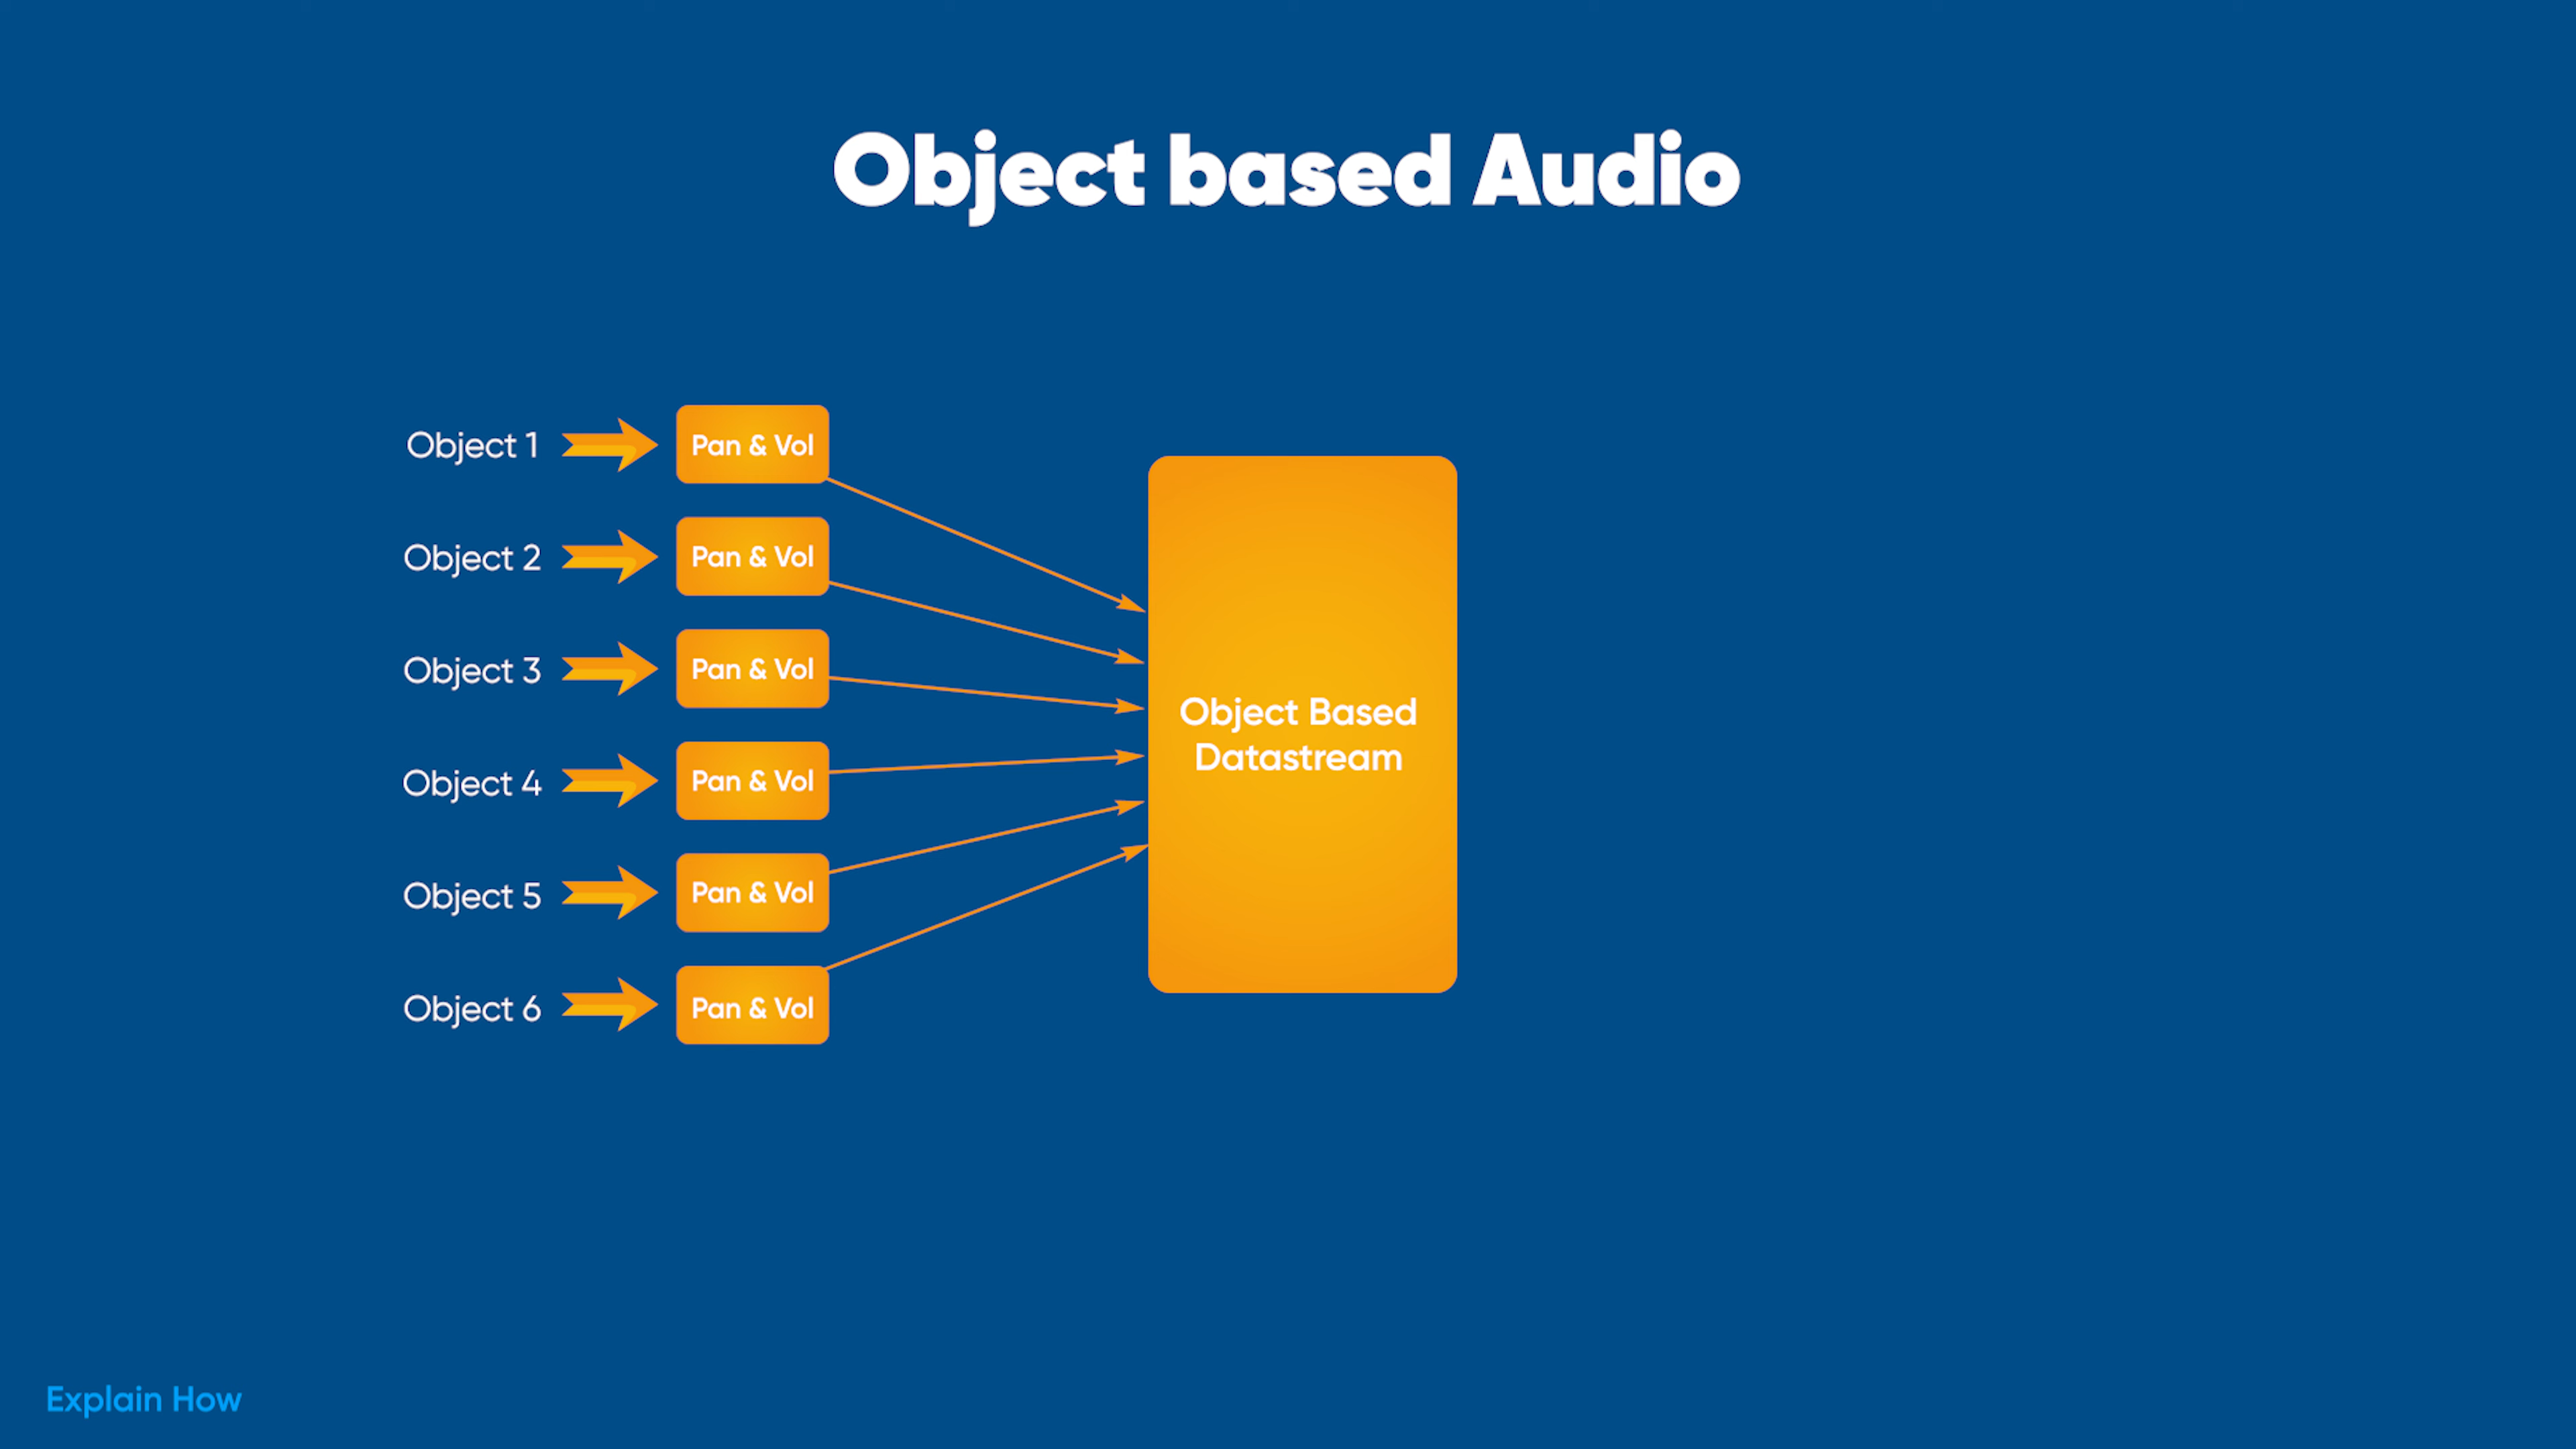 Object based Audio
Object 1
Pan & Vol
Object 2
Pan & Vol
Object 3
Pan & Vol
Object 4
Pan & Vol
Object 5
Pan & Vol
Object 6
Pan & Vol
Object Based
Datastream
Explain How